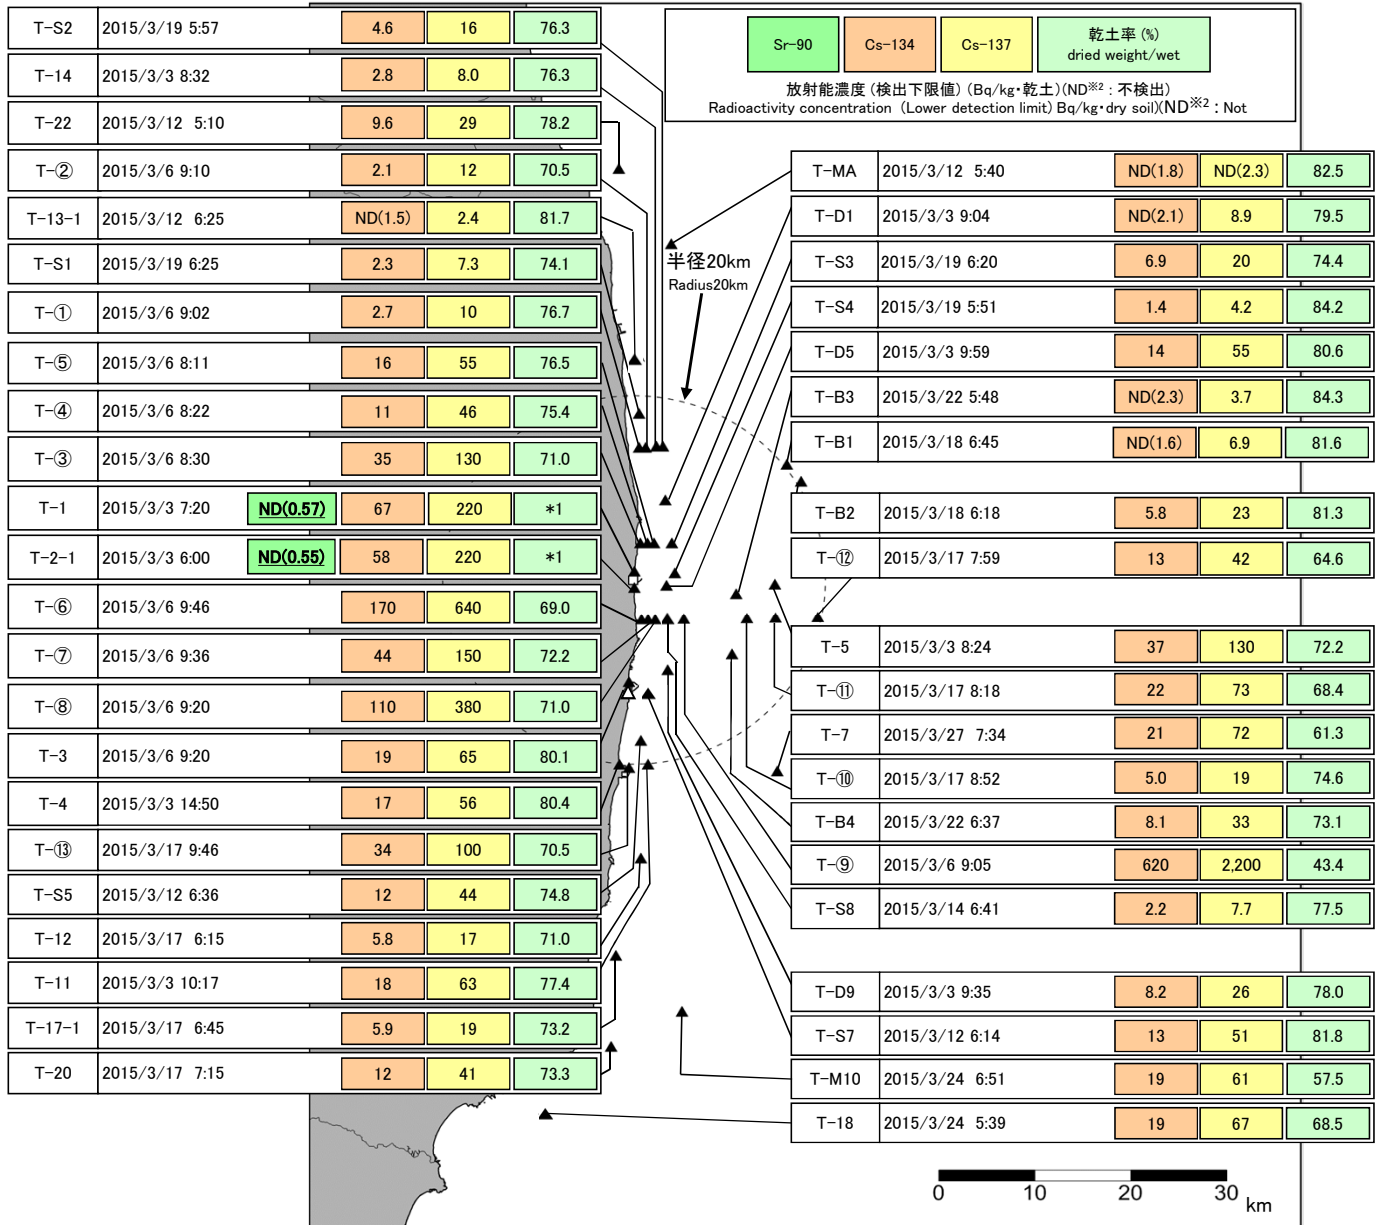 Sr-90 Cs-134 Cs-137 乾土率 (%)
dried weight/wet
放射能濃度 (検出下限値) (Bq/kg・乾土)(ND※2 : 不検出)
Radioactivity concentration (Lower detection limit) Bq/kg・dry soil)(ND※2 : Not
T-S2 2015/3/19 5:57 4.6 16 76.3
T-14 2015/3/3 8:32 2.8 8.0 76.3
T-22 2015/3/12 5:10 9.6 29 78.2
T-② 2015/3/6 9:10 2.1 12 70.5
T-13-1 2015/3/12 6:25 ND(1.5) 2.4 81.7
T-S1 2015/3/19 6:25 2.3 7.3 74.1
T-① 2015/3/6 9:02 2.7 10 76.7
T-⑤ 2015/3/6 8:11 16 55 76.5
T-④ 2015/3/6 8:22 11 46 75.4
T-③ 2015/3/6 8:30 35 130 71.0
T-1 2015/3/3 7:20 ND(0.57) 67 220 *1
T-2-1 2015/3/3 6:00 ND(0.55) 58 220 *1
T-⑥ 2015/3/6 9:46 170 640 69.0
T-⑦ 2015/3/6 9:36 44 150 72.2
T-⑧ 2015/3/6 9:20 110 380 71.0
T-3 2015/3/6 9:20 19 65 80.1
T-4 2015/3/3 14:50 17 56 80.4
T-⑬ 2015/3/17 9:46 34 100 70.5
T-S5 2015/3/12 6:36 12 44 74.8
T-12 2015/3/17 6:15 5.8 17 71.0
T-11 2015/3/3 10:17 18 63 77.4
T-17-1 2015/3/17 6:45 5.9 19 73.2
T-20 2015/3/17 7:15 12 41 73.3
半径20km
Radius20km
T-MA 2015/3/12 5:40 ND(1.8) ND(2.3) 82.5
T-D1 2015/3/3 9:04 ND(2.1) 8.9 79.5
T-S3 2015/3/19 6:20 6.9 20 74.4
T-S4 2015/3/19 5:51 1.4 4.2 84.2
T-D5 2015/3/3 9:59 14 55 80.6
T-B3 2015/3/22 5:48 ND(2.3) 3.7 84.3
T-B1 2015/3/18 6:45 ND(1.6) 6.9 81.6
T-B2 2015/3/18 6:18 5.8 23 81.3
T-⑫ 2015/3/17 7:59 13 42 64.6
T-5 2015/3/3 8:24 37 130 72.2
T-⑪ 2015/3/17 8:18 22 73 68.4
T-7 2015/3/27 7:34 21 72 61.3
T-⑩ 2015/3/17 8:52 5.0 19 74.6
T-B4 2015/3/22 6:37 8.1 33 73.1
T-⑨ 2015/3/6 9:05 620 2,200 43.4
T-S8 2015/3/14 6:41 2.2 7.7 77.5
T-D9 2015/3/3 9:35 8.2 26 78.0
T-S7 2015/3/12 6:14 13 51 81.8
T-M10 2015/3/24 6:51 19 61 57.5
T-18 2015/3/24 5:39 19 67 68.5
0 10 20 30 km